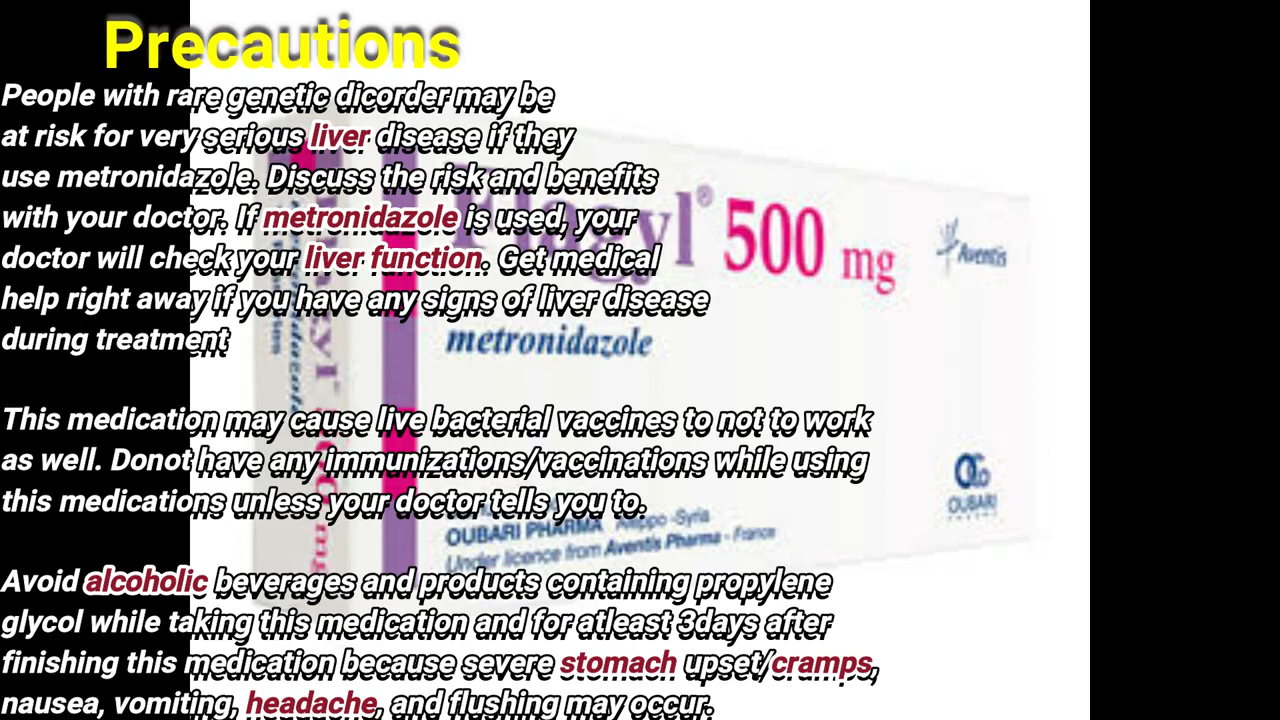 Precautions
People with rare genetic dicorder may be
at risk for very serious liver disease if they
use metronidazole. Discuss the risk and benefits
with your doctor. If metronidazole is used, your
doctor will check your liver function. Get medical
help right away if you have any signs of liver disease
during treatment
This medication may cause live bacterial vaccines to not to work
as well. Donot have any immunizations/vaccinations while using
this medications unless your doctor tells you to.
Avoid alcoholic beverages and products containing propylene
glycol while taking this medication and for atleast 3days after
finishing this medication because severe stomach upset/cramps,
nausea, vomiting, headache, and flushing may occur.
Flagyl® 500 mg
Aventis
metronidazole
OUBARI
OUBARI PHARMA Aleppo -Syria
Under licence from Aventis Pharma - France